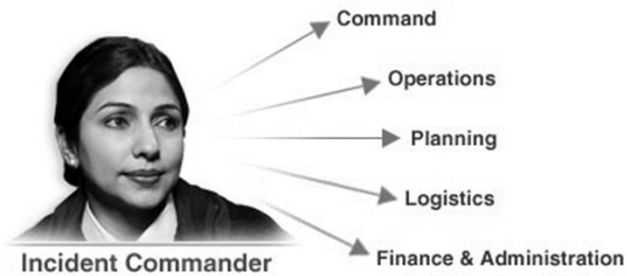 Command
Operations
Planning
Logistics
Finance & Administration
Incident Commander